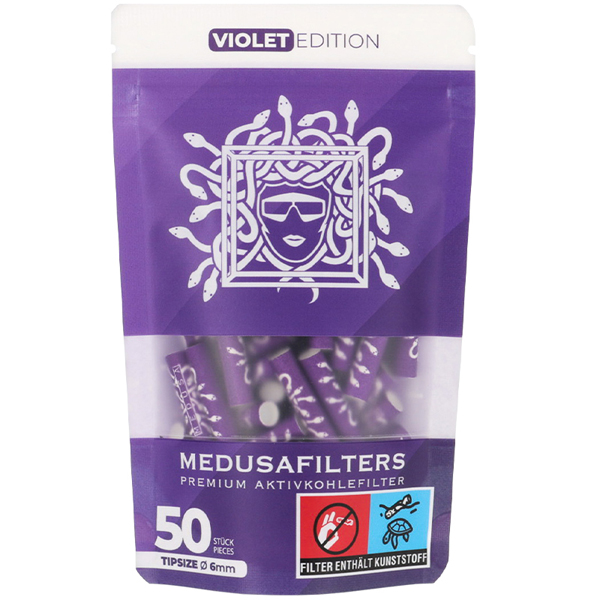 VIOLET EDITION
MEDUSAFILTERS
PREMIUM AKTIVKOHLEFILTER
50 STÜCK
PIECES
TIPSIZE Ø 6mm
FILTER ENTHÄLT KUNSTSTOFF